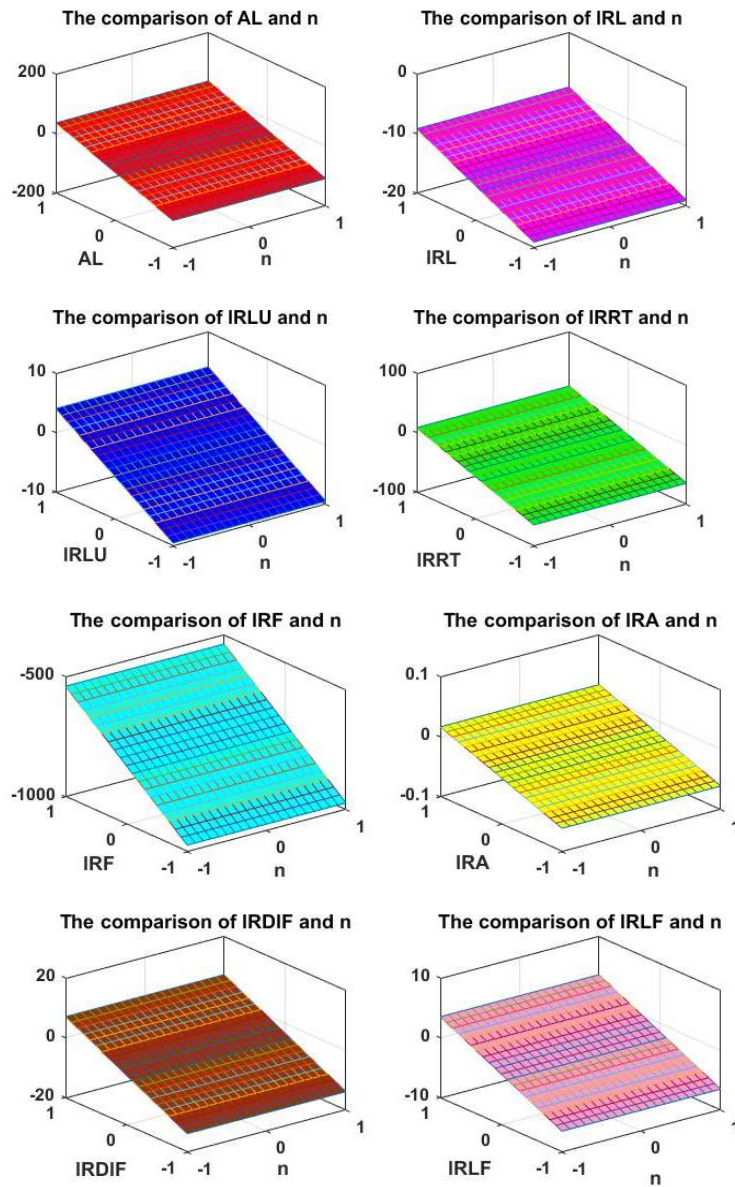 The comparison of AL and n
200
0
-200
1
0
-1
AL
-1
0
1
n
The comparison of IRL and n
0
-10
-20
1
0
-1
IRL
-1
0
1
n
The comparison of IRLU and n
10
0
-10
1
0
-1
IRLU
-1
0
1
n
The comparison of IRRT and n
100
0
-100
1
0
-1
IRRT
-1
0
1
n
The comparison of IRF and n
-500
-1000
1
0
-1
IRF
-1
0
1
n
The comparison of IRA and n
0.1
0
-0.1
1
0
-1
IRA
-1
0
1
n
The comparison of IRDIF and n
20
0
-20
1
0
-1
IRDIF
-1
0
1
n
The comparison of IRLF and n
10
0
-10
1
0
-1
IRLF
-1
0
1
n